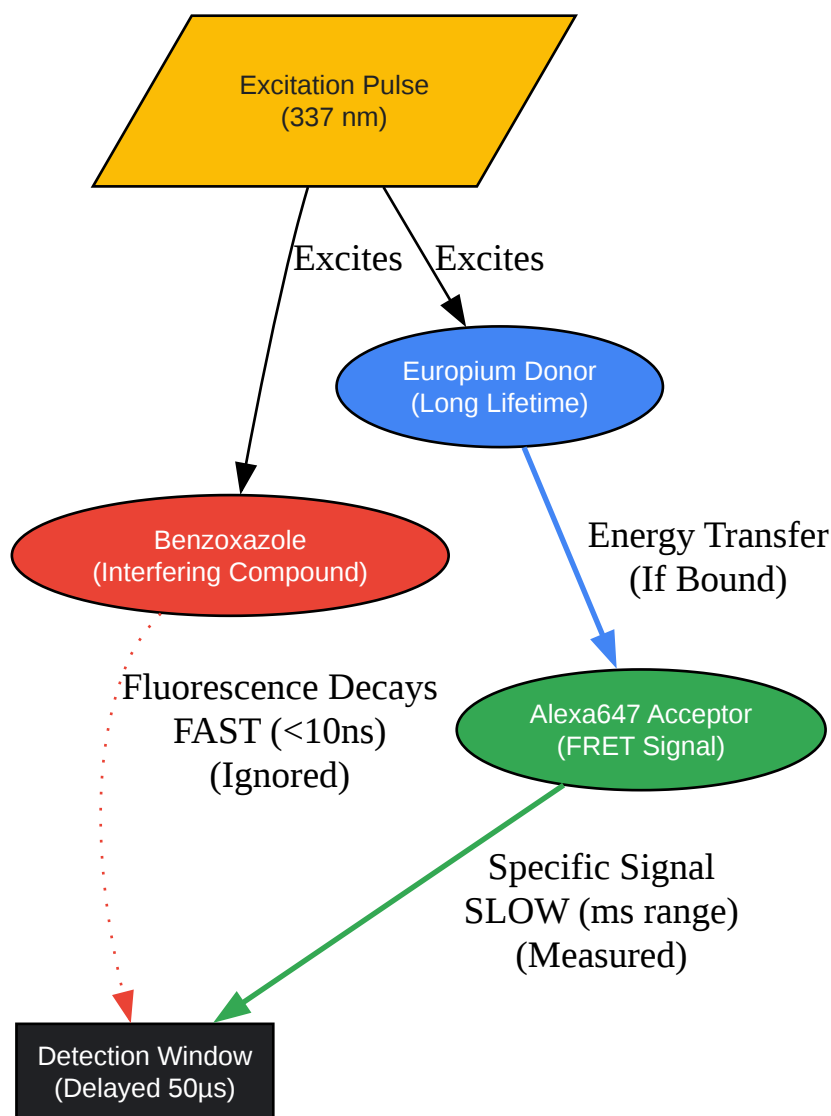 Excitation Pulse
(337 nm)
Excites
Excites
Europium Donor
(Long Lifetime)
Benzoxazole
(Interfering Compound)
Energy Transfer
(If Bound)
Fluorescence Decays
FAST (<10ns)
(Ignored)
Alexa647 Acceptor
(FRET Signal)
Specific Signal
SLOW (ms range)
(Measured)
Detection Window
(Delayed 50µs)